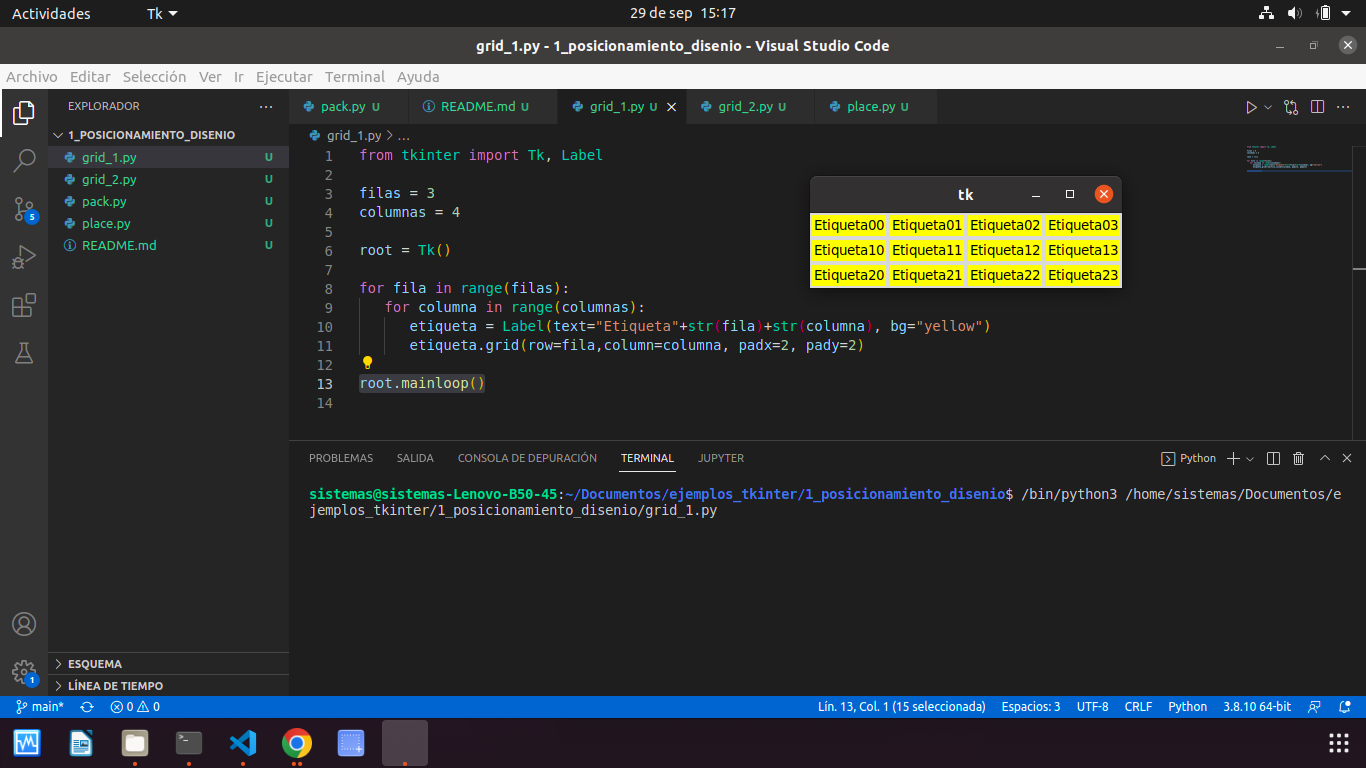 Actividades Tk 29 de sep 15:17
grid_1.py - 1_posicionamiento_disenio - Visual Studio Code
Archivo Editar Selección Ver Ir Ejecutar Terminal Ayuda
EXPLORADOR
1_POSICIONAMIENTO_DISENIO
grid_1.py U
grid_2.py U
pack.py U
place.py U
README.md U
5
1
ESQUEMA
LÍNEA DE TIEMPO
pack.py U README.md U grid_1.py U grid_2.py U place.py U
grid_1.py > ...
1 from tkinter import Tk, Label
2
3 filas = 3
4 columnas = 4
5
6 root = Tk()
7
8 for fila in range(filas):
9 for columna in range(columnas):
10 etiqueta = Label(text="Etiqueta"+str(fila)+str(columna), bg="yellow")
11 etiqueta.grid(row=fila,column=columna, padx=2, pady=2)
12
13 root.mainloop()
14
tk
Etiqueta00 Etiqueta01 Etiqueta02 Etiqueta03
Etiqueta10 Etiqueta11 Etiqueta12 Etiqueta13
Etiqueta20 Etiqueta21 Etiqueta22 Etiqueta23
PROBLEMAS SALIDA CONSOLA DE DEPURACIÓN TERMINAL JUPYTER Python
sistemas@sistemas-Lenovo-B50-45:~/Documentos/ejemplos_tkinter/1_posicionamiento_disenio$ /bin/python3 /home/sistemas/Documentos/e
jemplos_tkinter/1_posicionamiento_disenio/grid_1.py
main* 0 0 Lín. 13, Col. 1 (15 seleccionada) Espacios: 3 UTF-8 CRLF Python 3.8.10 64-bit